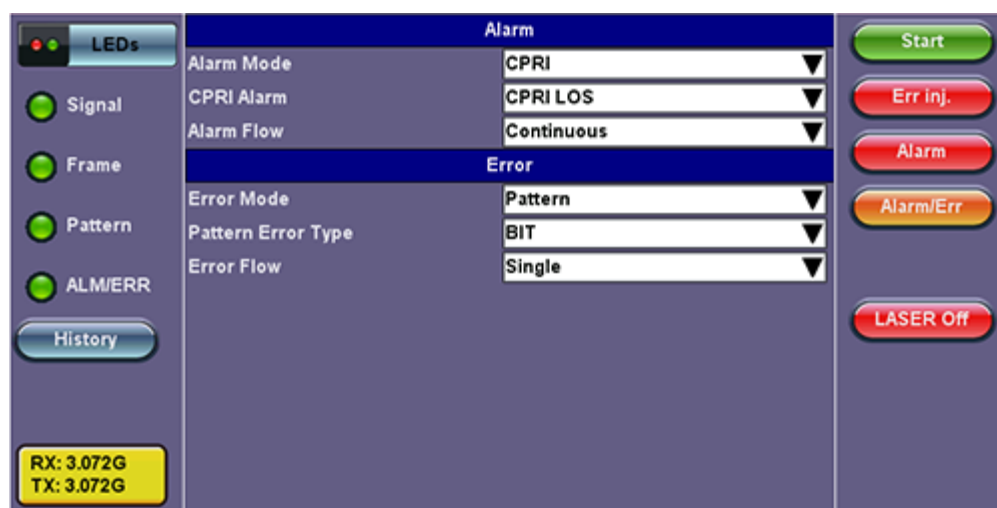 LEDs
Signal
Frame
Pattern
ALM/ERR
History
RX: 3.072G
TX: 3.072G
Alarm
Alarm Mode CPRI
CPRI Alarm CPRI LOS
Alarm Flow Continuous
Error
Error Mode Pattern
Pattern Error Type BIT
Error Flow Single
Start
Err inj.
Alarm
Alarm/Err
LASER Off